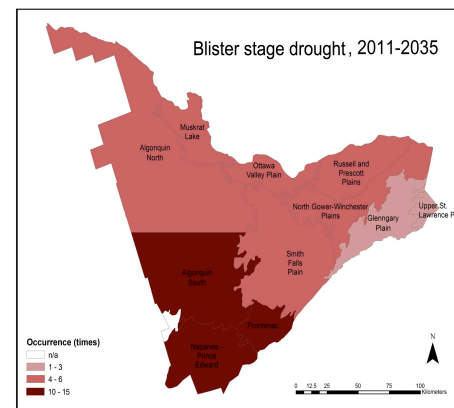 Blister stage drought, 2011-2035
Muskrat
Lake
Algonquin
North
Ottawa
Valley Plain
Russell and
Prescott
Plains
North Gower-Winchester
Plains
Glenngary
Plain
Upper St.
Lawrence P
Smith
Falls
Plain
Algonquin
South
Frontenac
Napanee -
Prince
Edward
Occurrence (times)
n/a
1 - 3
4 - 6
10 - 15
N
0 12.5 25 50 75 100
Kilometers